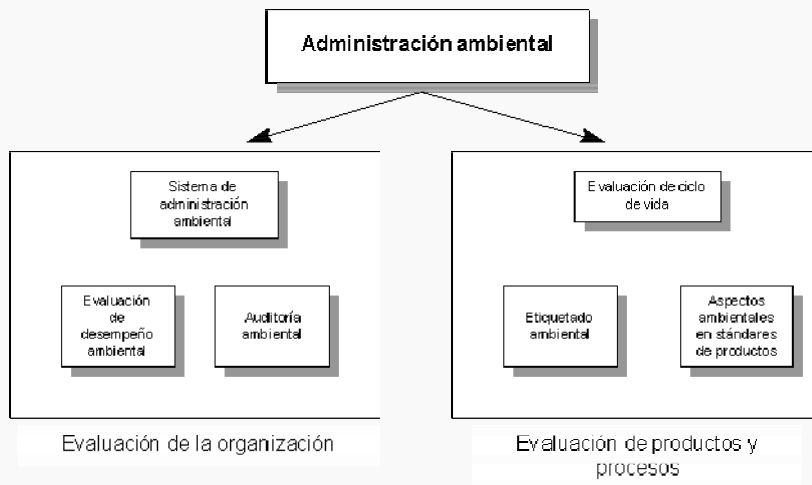 Administración ambiental
Sistema de
administración
ambiental
Evaluación
de
desempeño
ambiental
Auditoría
ambiental
Evaluación de la organización
Evaluación de ciclo
de vida
Etiquetado
ambiental
Aspectos
ambientales
en stándares
de productos
Evaluación de productos y
procesos